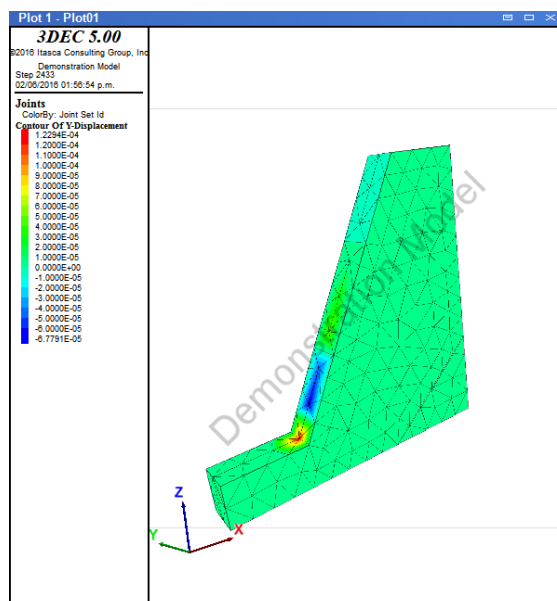 Plot 1 - Plot01
3DEC 5.00
©2016 Itasca Consulting Group, Inc
Demonstration Model
Step 2433
02/06/2016 01:56:54 p.m.
Joints
ColorBy: Joint Set Id
Contour Of Y-Displacement
1.2294E-04
1.2000E-04
1.1000E-04
1.0000E-04
9.0000E-05
8.0000E-05
7.0000E-05
6.0000E-05
5.0000E-05
4.0000E-05
3.0000E-05
2.0000E-05
1.0000E-05
0.0000E+00
-1.0000E-05
-2.0000E-05
-3.0000E-05
-4.0000E-05
-5.0000E-05
-6.0000E-05
-6.7791E-05
Demonstration Model
Z
Y
X